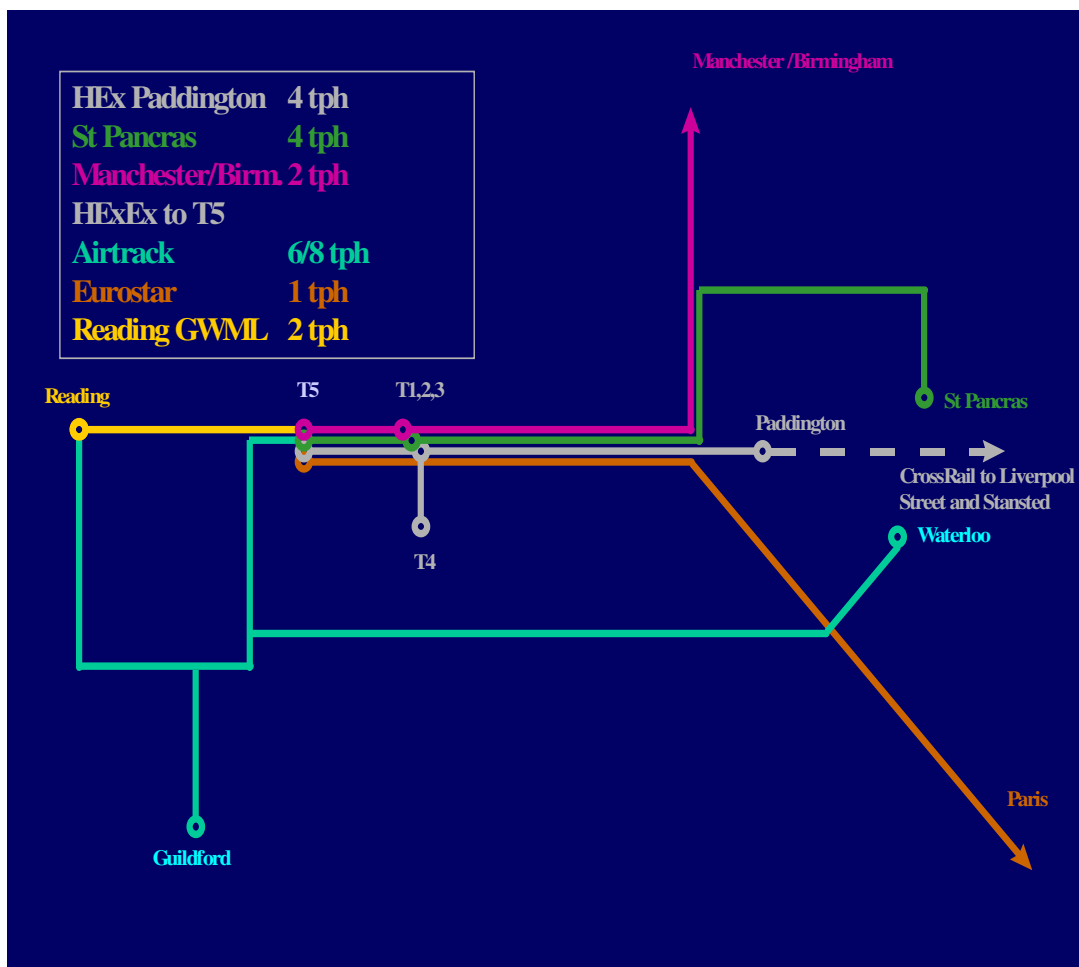 Manchester /Birmingham
HEx Paddington 4 tph
St Pancras 4 tph
Manchester/Birm. 2 tph
HExEx to T5
Airtrack 6/8 tph
Eurostar 1 tph
Reading GWML 2 tph
Reading
T5
T1,2,3
St Pancras
Paddington
CrossRail to Liverpool
Street and Stansted
Waterloo
T4
Paris
Guildford